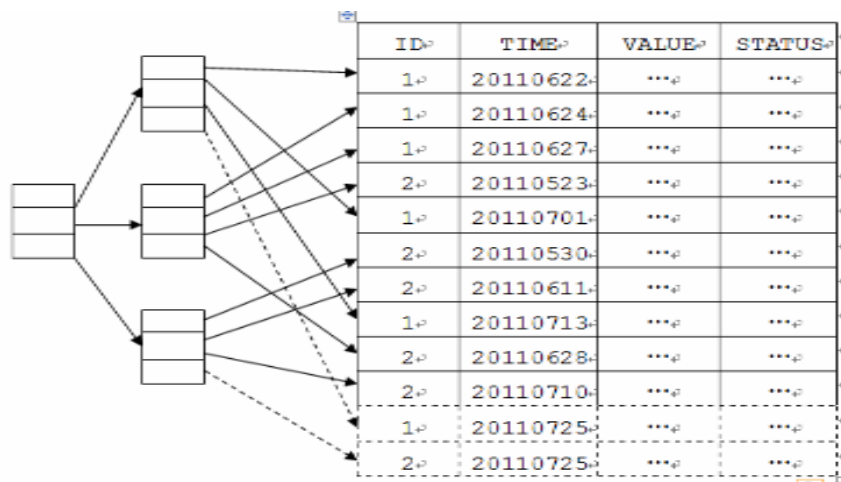 ID TIME VALUE STATUS
1 20110622 … …
1 20110624 … …
1 20110627 … …
2 20110523 … …
1 20110701 … …
2 20110530 … …
2 20110611 … …
1 20110713 … …
2 20110628 … …
2 20110710 … …
1 20110725 … …
2 20110725 … …